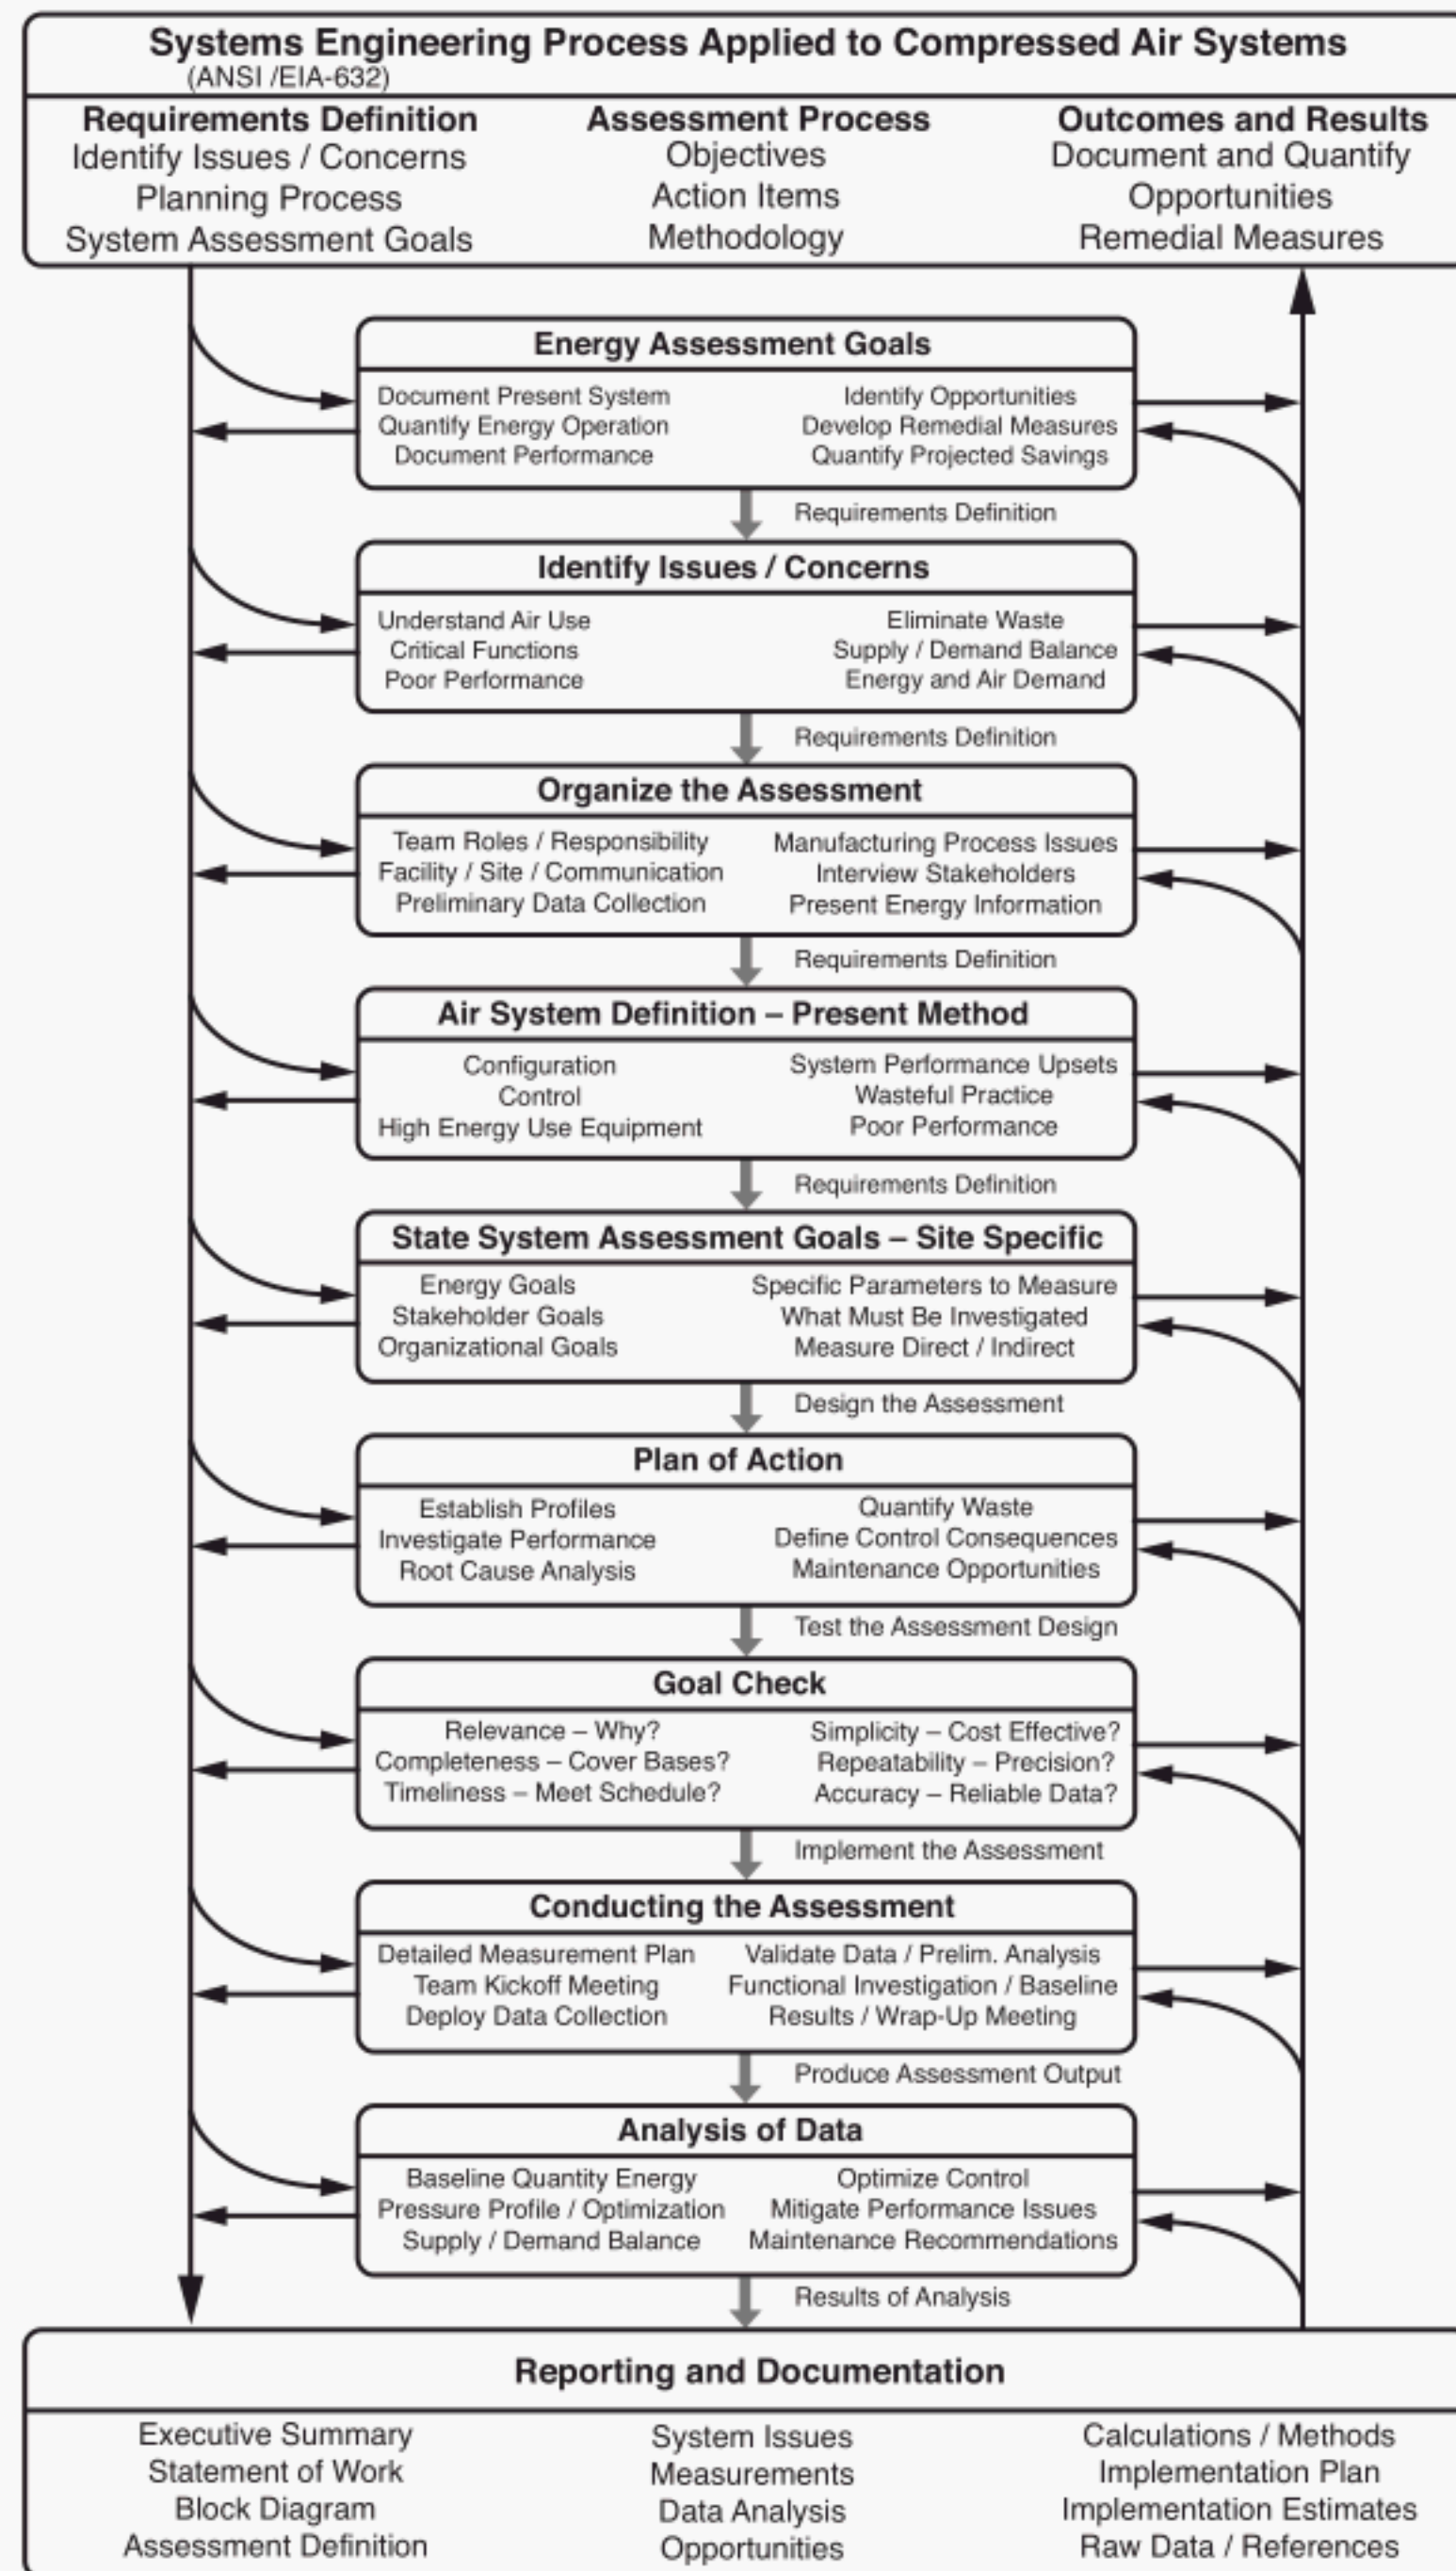 Systems Engineering Process Applied to Compressed Air Systems
(ANSI /EIA-632)
Requirements Definition
Identify Issues / Concerns
Planning Process
System Assessment Goals
Assessment Process
Objectives
Action Items
Methodology
Outcomes and Results
Document and Quantify
Opportunities
Remedial Measures
Energy Assessment Goals
Document Present System
Quantify Energy Operation
Document Performance
Identify Opportunities
Develop Remedial Measures
Quantify Projected Savings
Requirements Definition
Identify Issues / Concerns
Understand Air Use
Critical Functions
Poor Performance
Eliminate Waste
Supply / Demand Balance
Energy and Air Demand
Requirements Definition
Organize the Assessment
Team Roles / Responsibility
Facility / Site / Communication
Preliminary Data Collection
Manufacturing Process Issues
Interview Stakeholders
Present Energy Information
Requirements Definition
Air System Definition – Present Method
Configuration
Control
High Energy Use Equipment
System Performance Upsets
Wasteful Practice
Poor Performance
Requirements Definition
State System Assessment Goals – Site Specific
Energy Goals
Stakeholder Goals
Organizational Goals
Specific Parameters to Measure
What Must Be Investigated
Measure Direct / Indirect
Design the Assessment
Plan of Action
Establish Profiles
Investigate Performance
Root Cause Analysis
Quantify Waste
Define Control Consequences
Maintenance Opportunities
Test the Assessment Design
Goal Check
Relevance – Why?
Completeness – Cover Bases?
Timeliness – Meet Schedule?
Simplicity – Cost Effective?
Repeatability – Precision?
Accuracy – Reliable Data?
Implement the Assessment
Conducting the Assessment
Detailed Measurement Plan
Team Kickoff Meeting
Deploy Data Collection
Validate Data / Prelim. Analysis
Functional Investigation / Baseline
Results / Wrap-Up Meeting
Produce Assessment Output
Analysis of Data
Baseline Quantity Energy
Pressure Profile / Optimization
Supply / Demand Balance
Optimize Control
Mitigate Performance Issues
Maintenance Recommendations
Results of Analysis
Reporting and Documentation
Executive Summary
Statement of Work
Block Diagram
Assessment Definition
System Issues
Measurements
Data Analysis
Opportunities
Calculations / Methods
Implementation Plan
Implementation Estimates
Raw Data / References